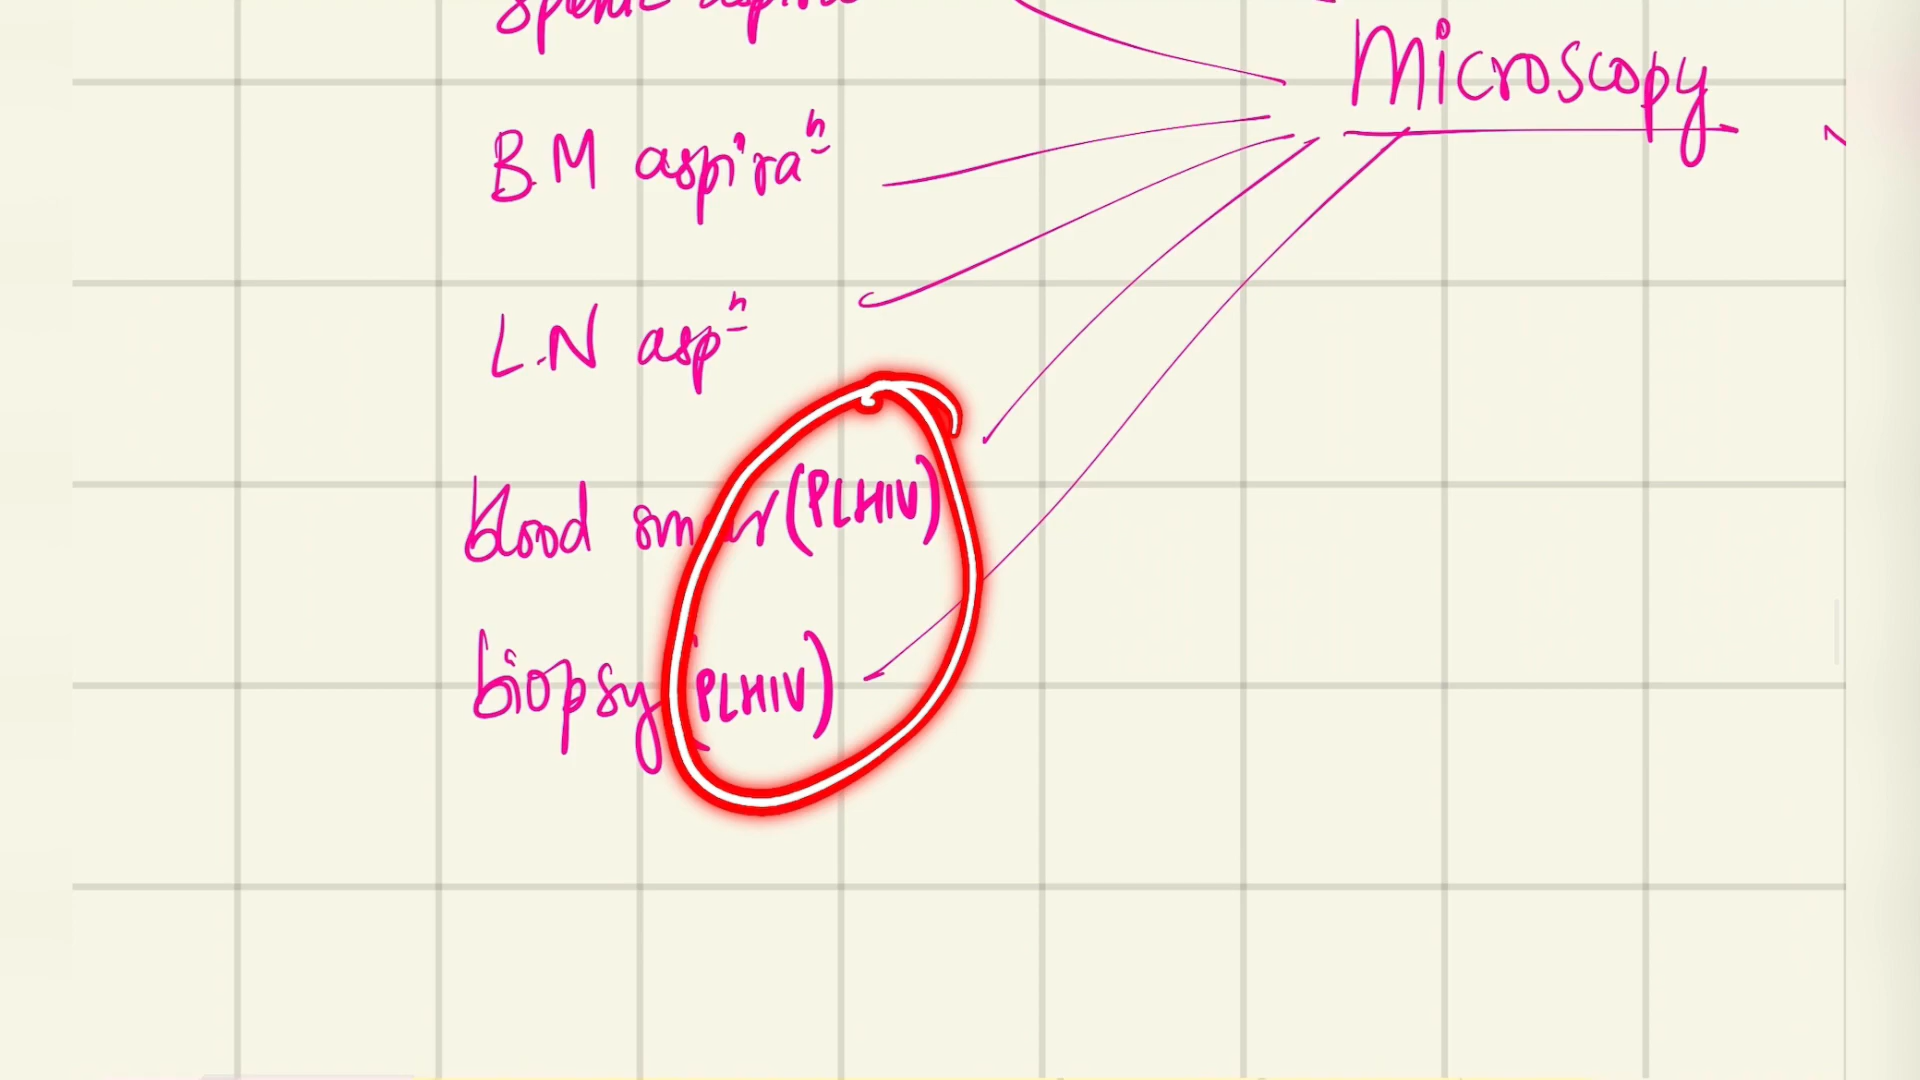 Microscopy
BM aspiraⁿ
L.N aspⁿ
blood smear (PLHIV)
biopsy (PLHIV)